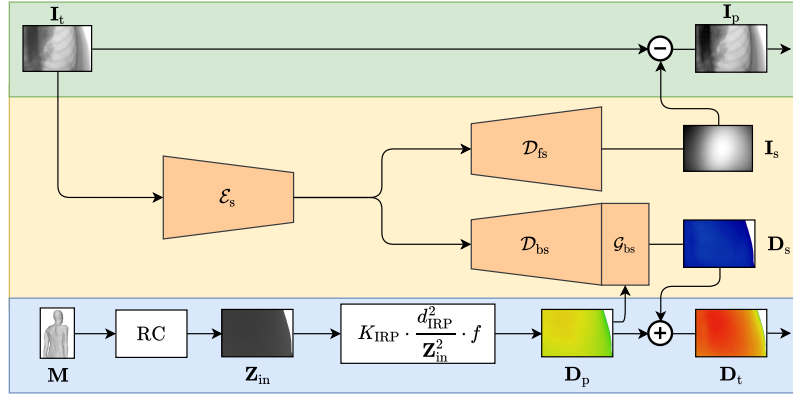 I_t
I_p
−
D_fs
I_s
ℰ_s
D_bs
G_bs
D_s
RC
K_IRP · d²_IRP / Z²_in · f
+
M
Z_in
D_p
D_t